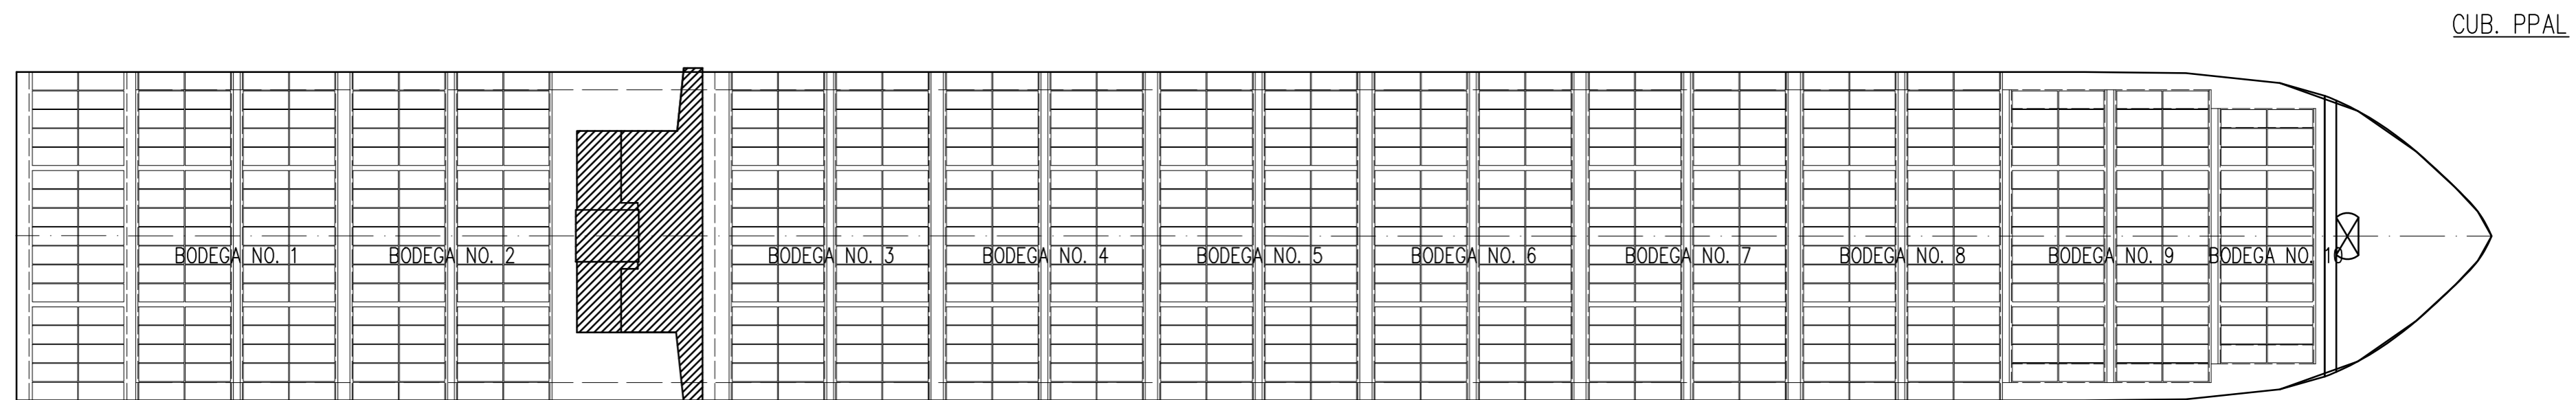 CUB. PPAL
BODEGA NO. 1
BODEGA NO. 2
BODEGA NO. 3
BODEGA NO. 4
BODEGA NO. 5
BODEGA NO. 6
BODEGA NO. 7
BODEGA NO. 8
BODEGA NO. 9
BODEGA NO. 10